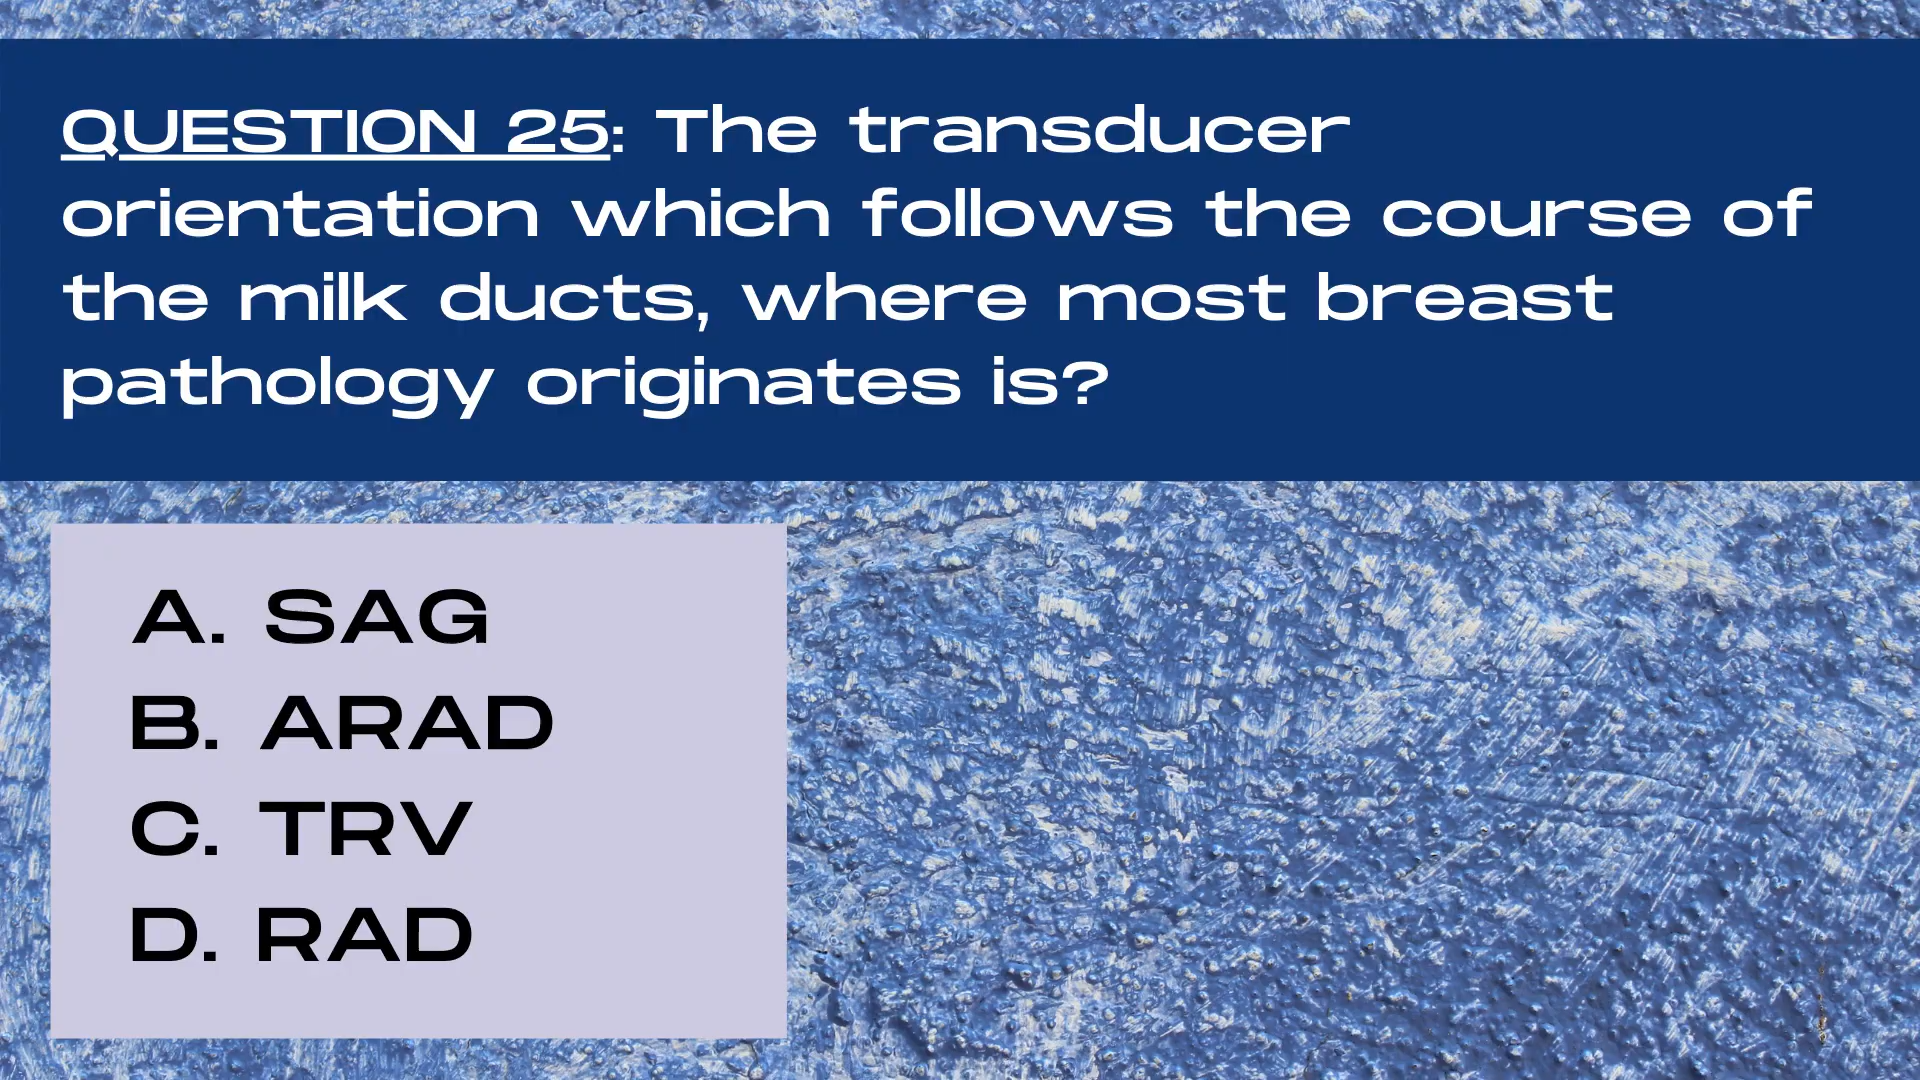 QUESTION 25: The transducer
orientation which follows the course of
the milk ducts, where most breast
pathology originates is?
A. SAG
B. ARAD
C. TRV
D. RAD